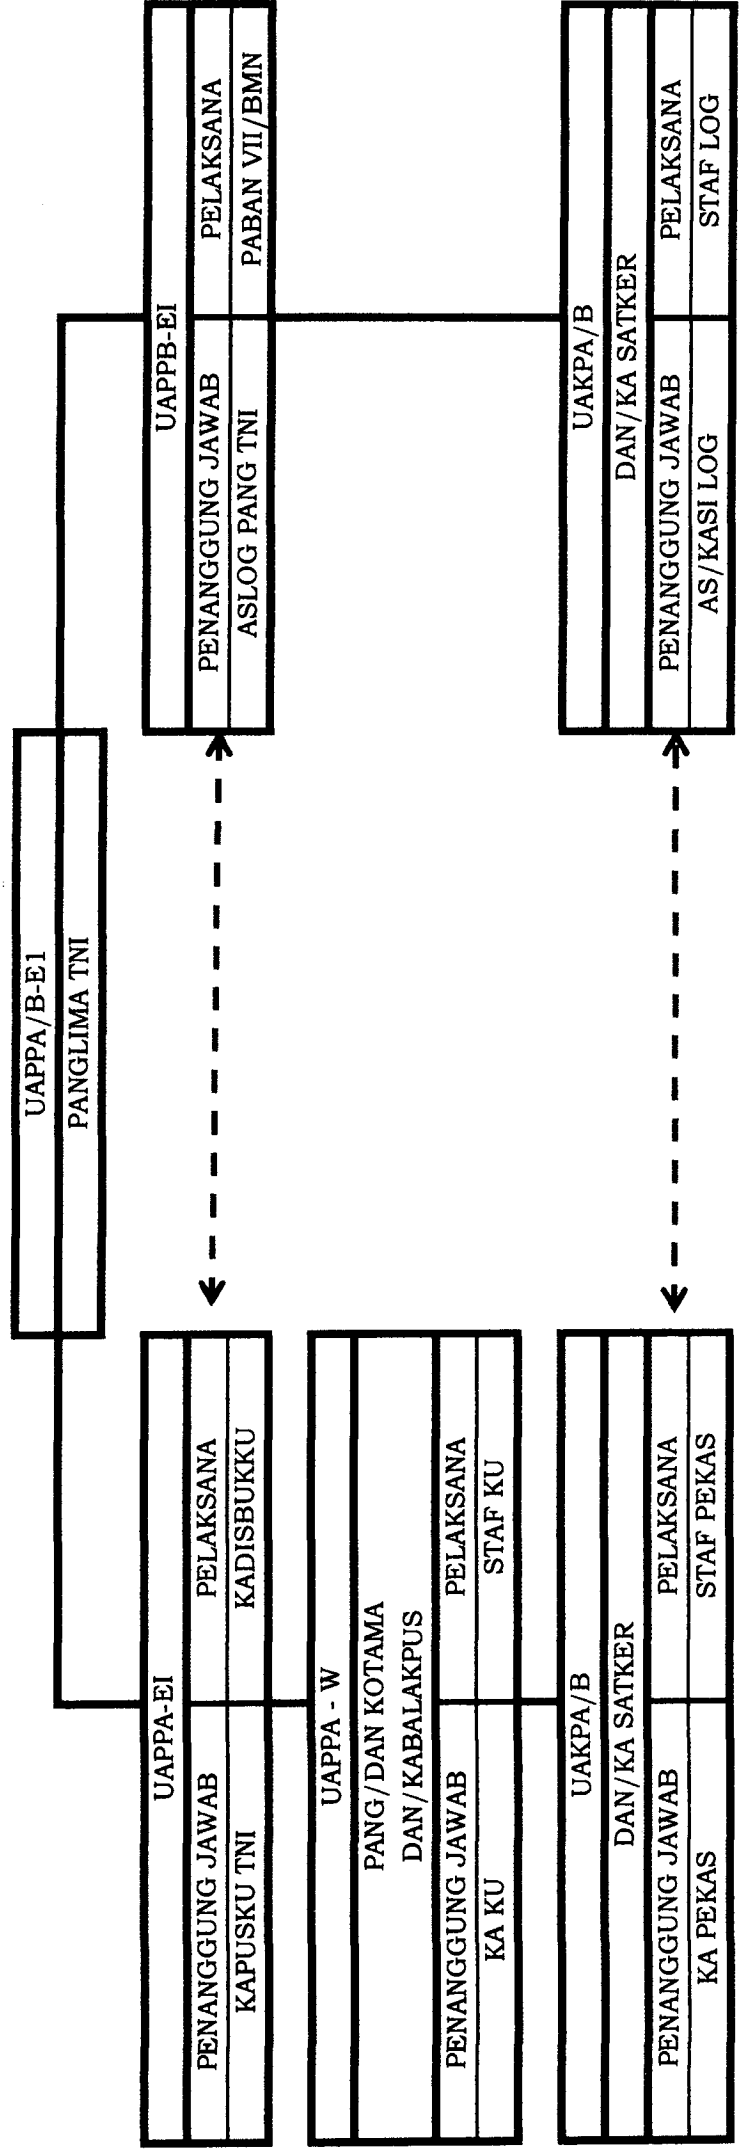 UAPPA/B-E1
PANGLIMA TNI
UAPPA-EI
PENANGGUNG JAWAB
PELAKSANA
KAPUSKU TNI
KADISBUKKU
UAPPB-EI
PENANGGUNG JAWAB
PELAKSANA
ASLOG PANG TNI
PABAN VII/BMN
UAPPA - W
PANG/DAN KOTAMA
DAN/KABALAKPUS
PENANGGUNG JAWAB
PELAKSANA
KA KU
STAF KU
UAKPA/B
DAN/KA SATKER
PENANGGUNG JAWAB
PELAKSANA
KA PEKAS
STAF PEKAS
UAKPA/B
DAN/KA SATKER
PENANGGUNG JAWAB
PELAKSANA
AS/KASI LOG
STAF LOG